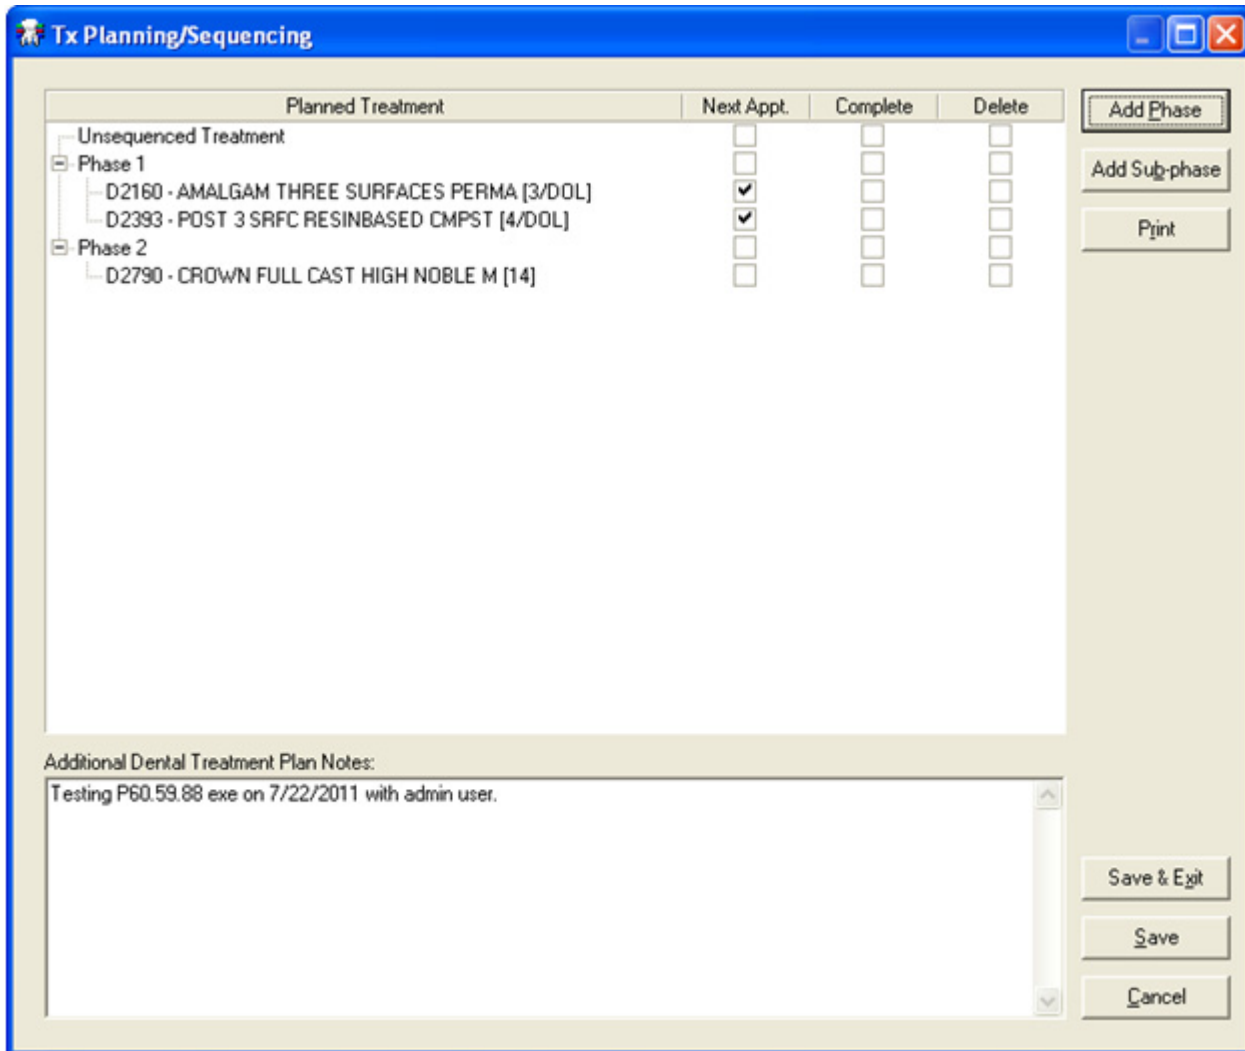 Tx Planning/Sequencing
Planned Treatment Next Appt. Complete Delete
Add Phase
Unsequenced Treatment
Phase 1
Add Sub-phase
D2160 - AMALGAM THREE SURFACES PERMA [3/DOL]
D2393 - POST 3 SRFC RESINBASED CMPST [4/DOL]
Print
Phase 2
D2790 - CROWN FULL CAST HIGH NOBLE M [14]
Additional Dental Treatment Plan Notes:
Testing P60.59.88 exe on 7/22/2011 with admin user.
Save & Exit
Save
Cancel